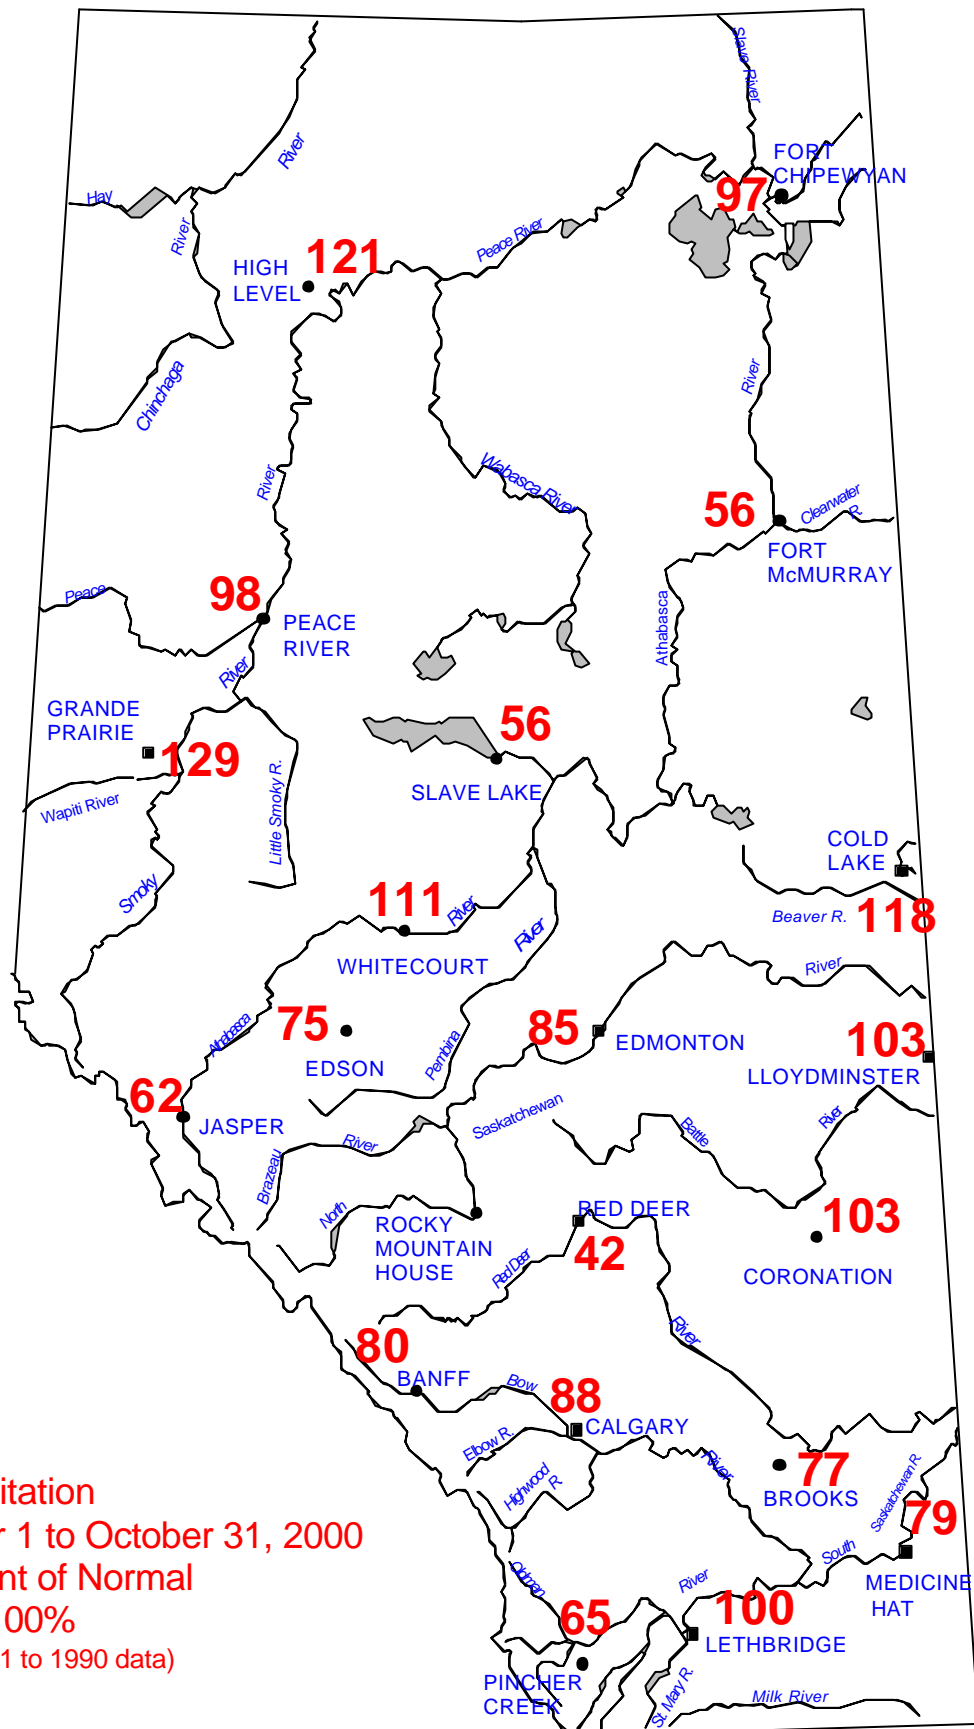 Slave River
FORT
CHIPEWYAN
97
Hay
River
River
Peace River
HIGH
LEVEL
121
Chinchaga
River
River
Wabasca River
56
Clearwater
R.
FORT
McMURRAY
Peace
98
PEACE
RIVER
River
Athabasca
GRANDE
PRAIRIE
129
56
SLAVE LAKE
Wapiti River
Little Smoky R.
Smoky
COLD
LAKE
118
Beaver R.
111
River
River
WHITECOURT
River
75
EDSON
Athabasca
Pembina
85
EDMONTON
103
LLOYDMINSTER
62
JASPER
Saskatchewan
Battle
River
Brazeau
River
North
ROCKY
MOUNTAIN
HOUSE
RED DEER
42
Red Deer
103
CORONATION
River
80
BANFF
Bow
88
CALGARY
Elbow R.
Highwood
R.
River
77
BROOKS
Saskatchewan R.
79
South
MEDICINE
HAT
Oldman
River
65
100
LETHBRIDGE
PINCHER
CREEK
St. Mary R.
Milk River
itation
r 1 to October 31, 2000
nt of Normal
00%
1 to 1990 data)